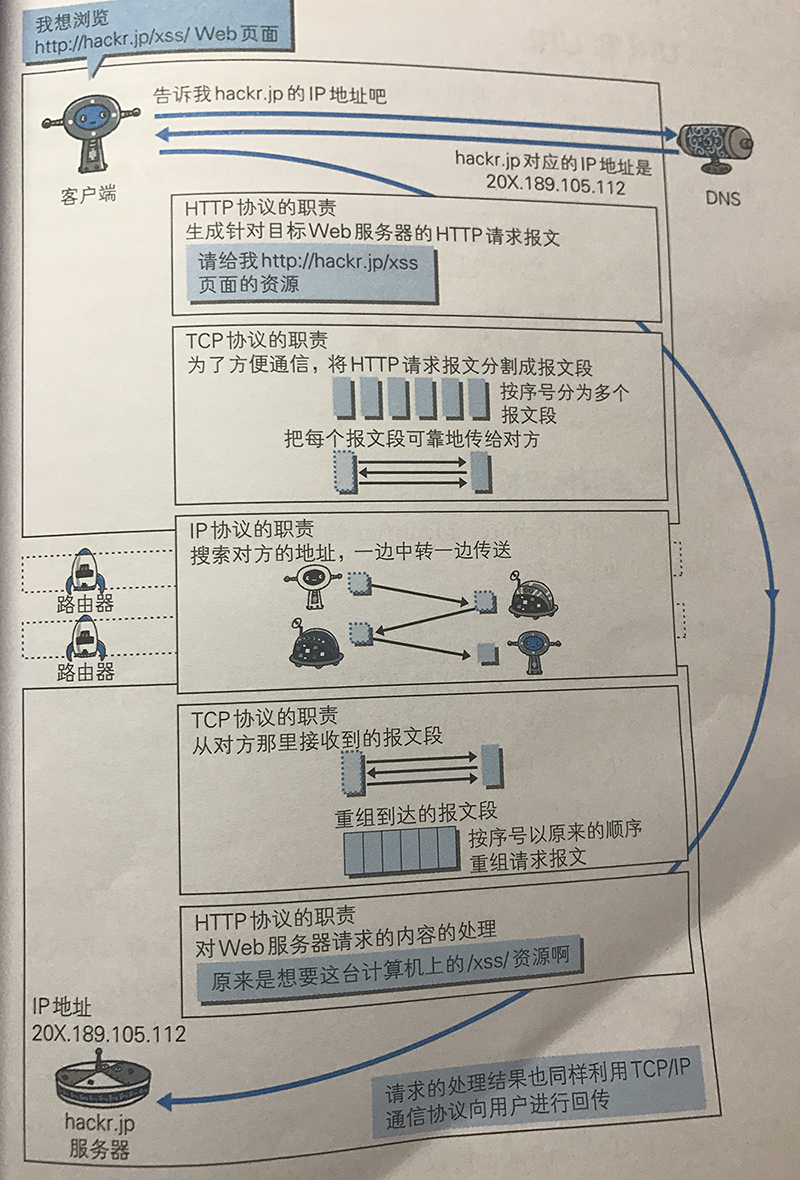 我想浏览
http://hackr.jp/xss/ Web页面
告诉我hackr.jp的IP地址吧
hackr.jp对应的IP地址是
20X.189.105.112
客户端
DNS
HTTP协议的职责
生成针对目标Web服务器的HTTP请求报文
请给我http://hackr.jp/xss
页面的资源
TCP协议的职责
为了方便通信，将HTTP请求报文分割成报文段
按序号分为多个
报文段
把每个报文段可靠地传给对方
IP协议的职责
搜索对方的地址，一边中转一边传送
路由器
路由器
TCP协议的职责
从对方那里接收到的报文段
重组到达的报文段
按序号以原来的顺序
重组请求报文
HTTP协议的职责
对Web服务器请求的内容的处理
原来是想要这台计算机上的/xss/资源啊
IP地址
20X.189.105.112
hackr.jp
服务器
请求的处理结果也同样利用TCP/IP
通信协议向用户进行回传